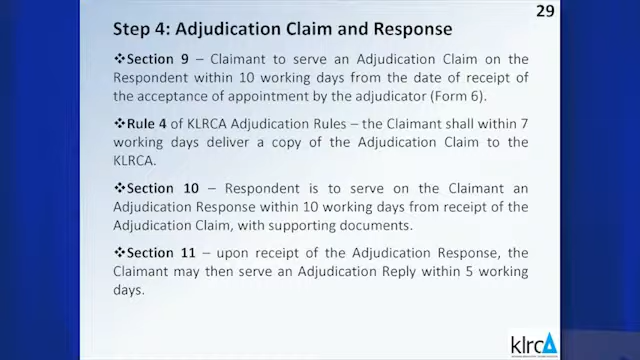 29
Step 4: Adjudication Claim and Response
❖Section 9 – Claimant to serve an Adjudication Claim on the
Respondent within 10 working days from the date of receipt of
the acceptance of appointment by the adjudicator (Form 6).
❖Rule 4 of KLRCA Adjudication Rules – the Claimant shall within 7
working days deliver a copy of the Adjudication Claim to the
KLRCA.
❖Section 10 – Respondent is to serve on the Claimant an
Adjudication Response within 10 working days from receipt of the
Adjudication Claim, with supporting documents.
❖Section 11 – upon receipt of the Adjudication Response, the
Claimant may then serve an Adjudication Reply within 5 working
days.
klrcA